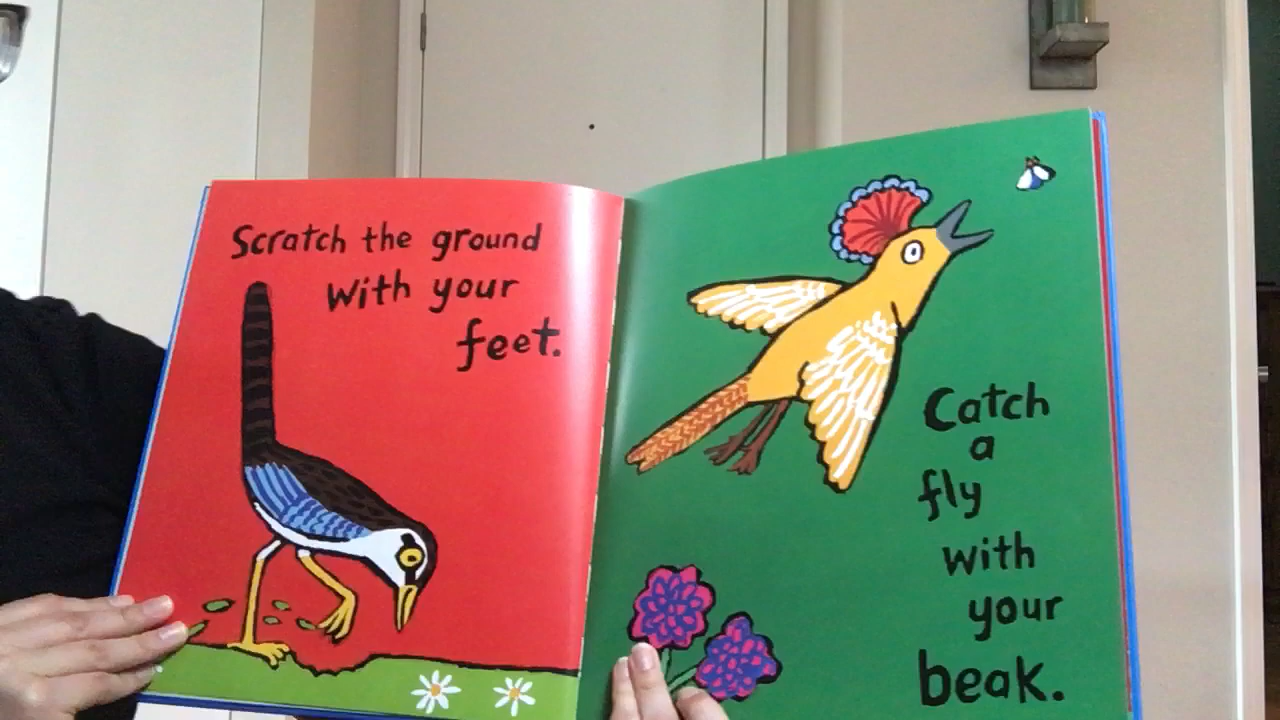 Scratch the ground
with your
feet.
Catch
a
fly
with
your
beak.